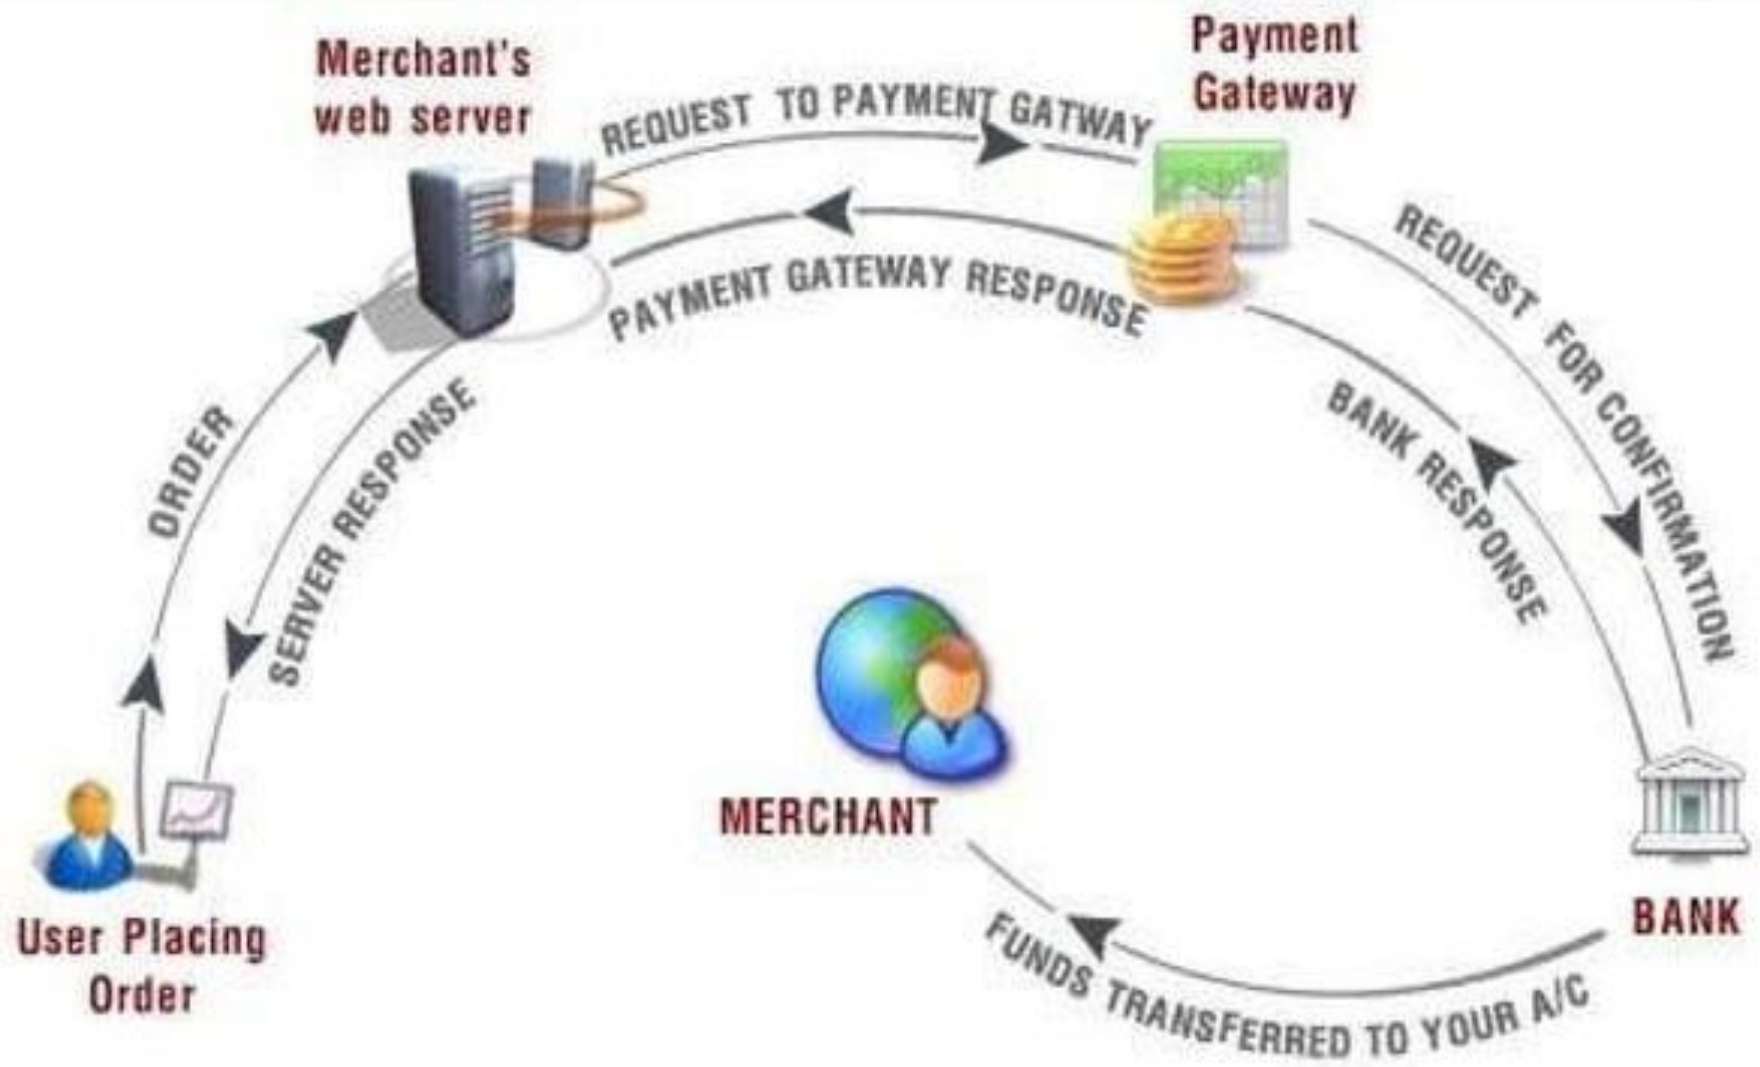 Merchant's
web server
Payment
Gateway
REQUEST TO PAYMENT GATWAY
PAYMENT GATEWAY RESPONSE
REQUEST FOR CONFIRMATION
BANK RESPONSE
ORDER
SERVER RESPONSE
MERCHANT
BANK
User Placing
Order
FUNDS TRANSFERRED TO YOUR A/C